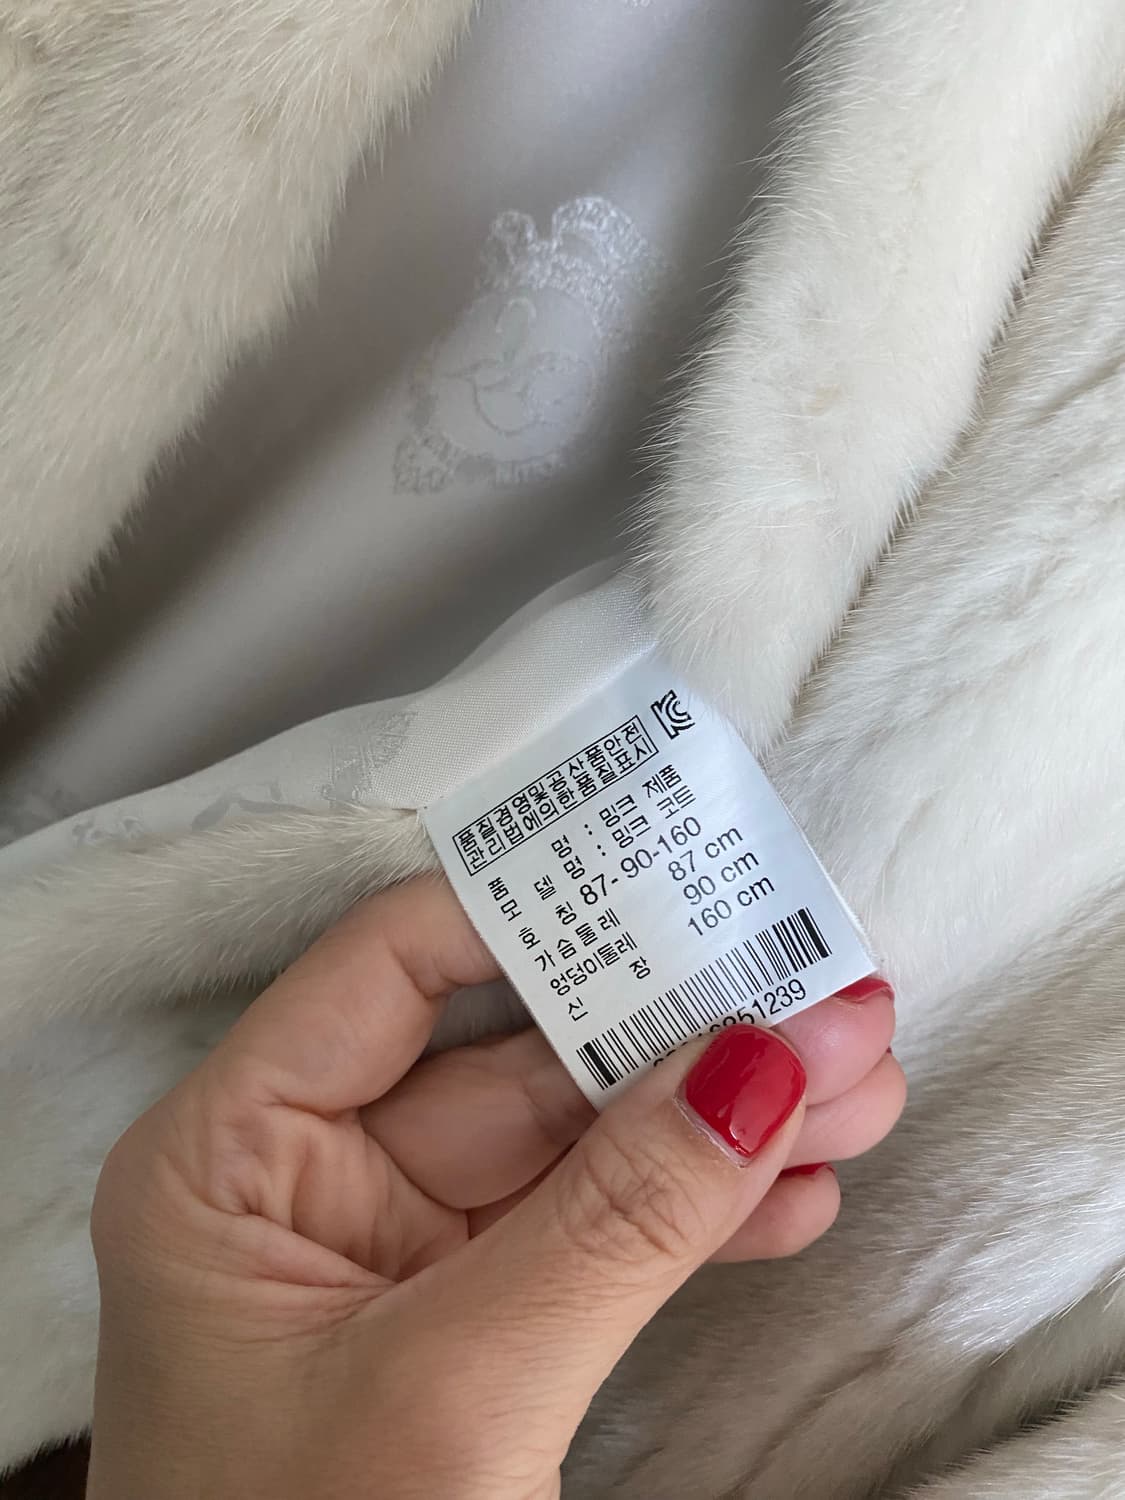 품질경영및공산품안전
관리법에의한품질표시
품 명 : 밍크 제품
모 델 명 : 밍크 코트
호 칭 87-90-160
가슴둘레 87 cm
엉덩이둘레 90 cm
신 장 160 cm
251239